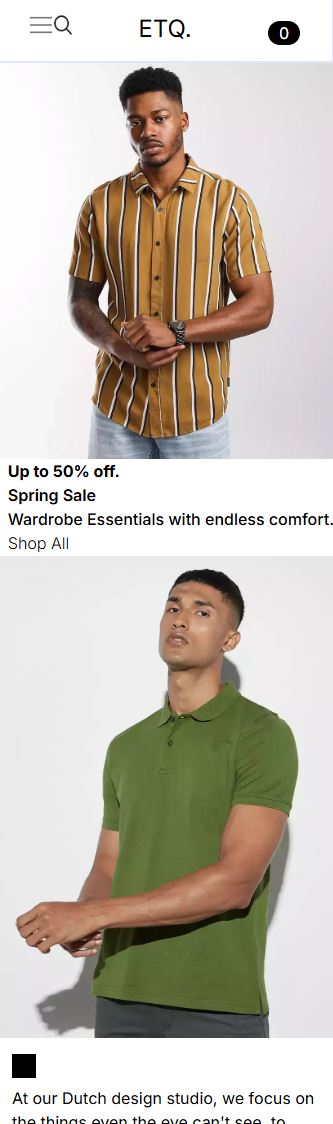 ETQ.
0
Up to 50% off.
Spring Sale
Wardrobe Essentials with endless comfort.
Shop All
At our Dutch design studio, we focus on
the things even the eye can't see, to